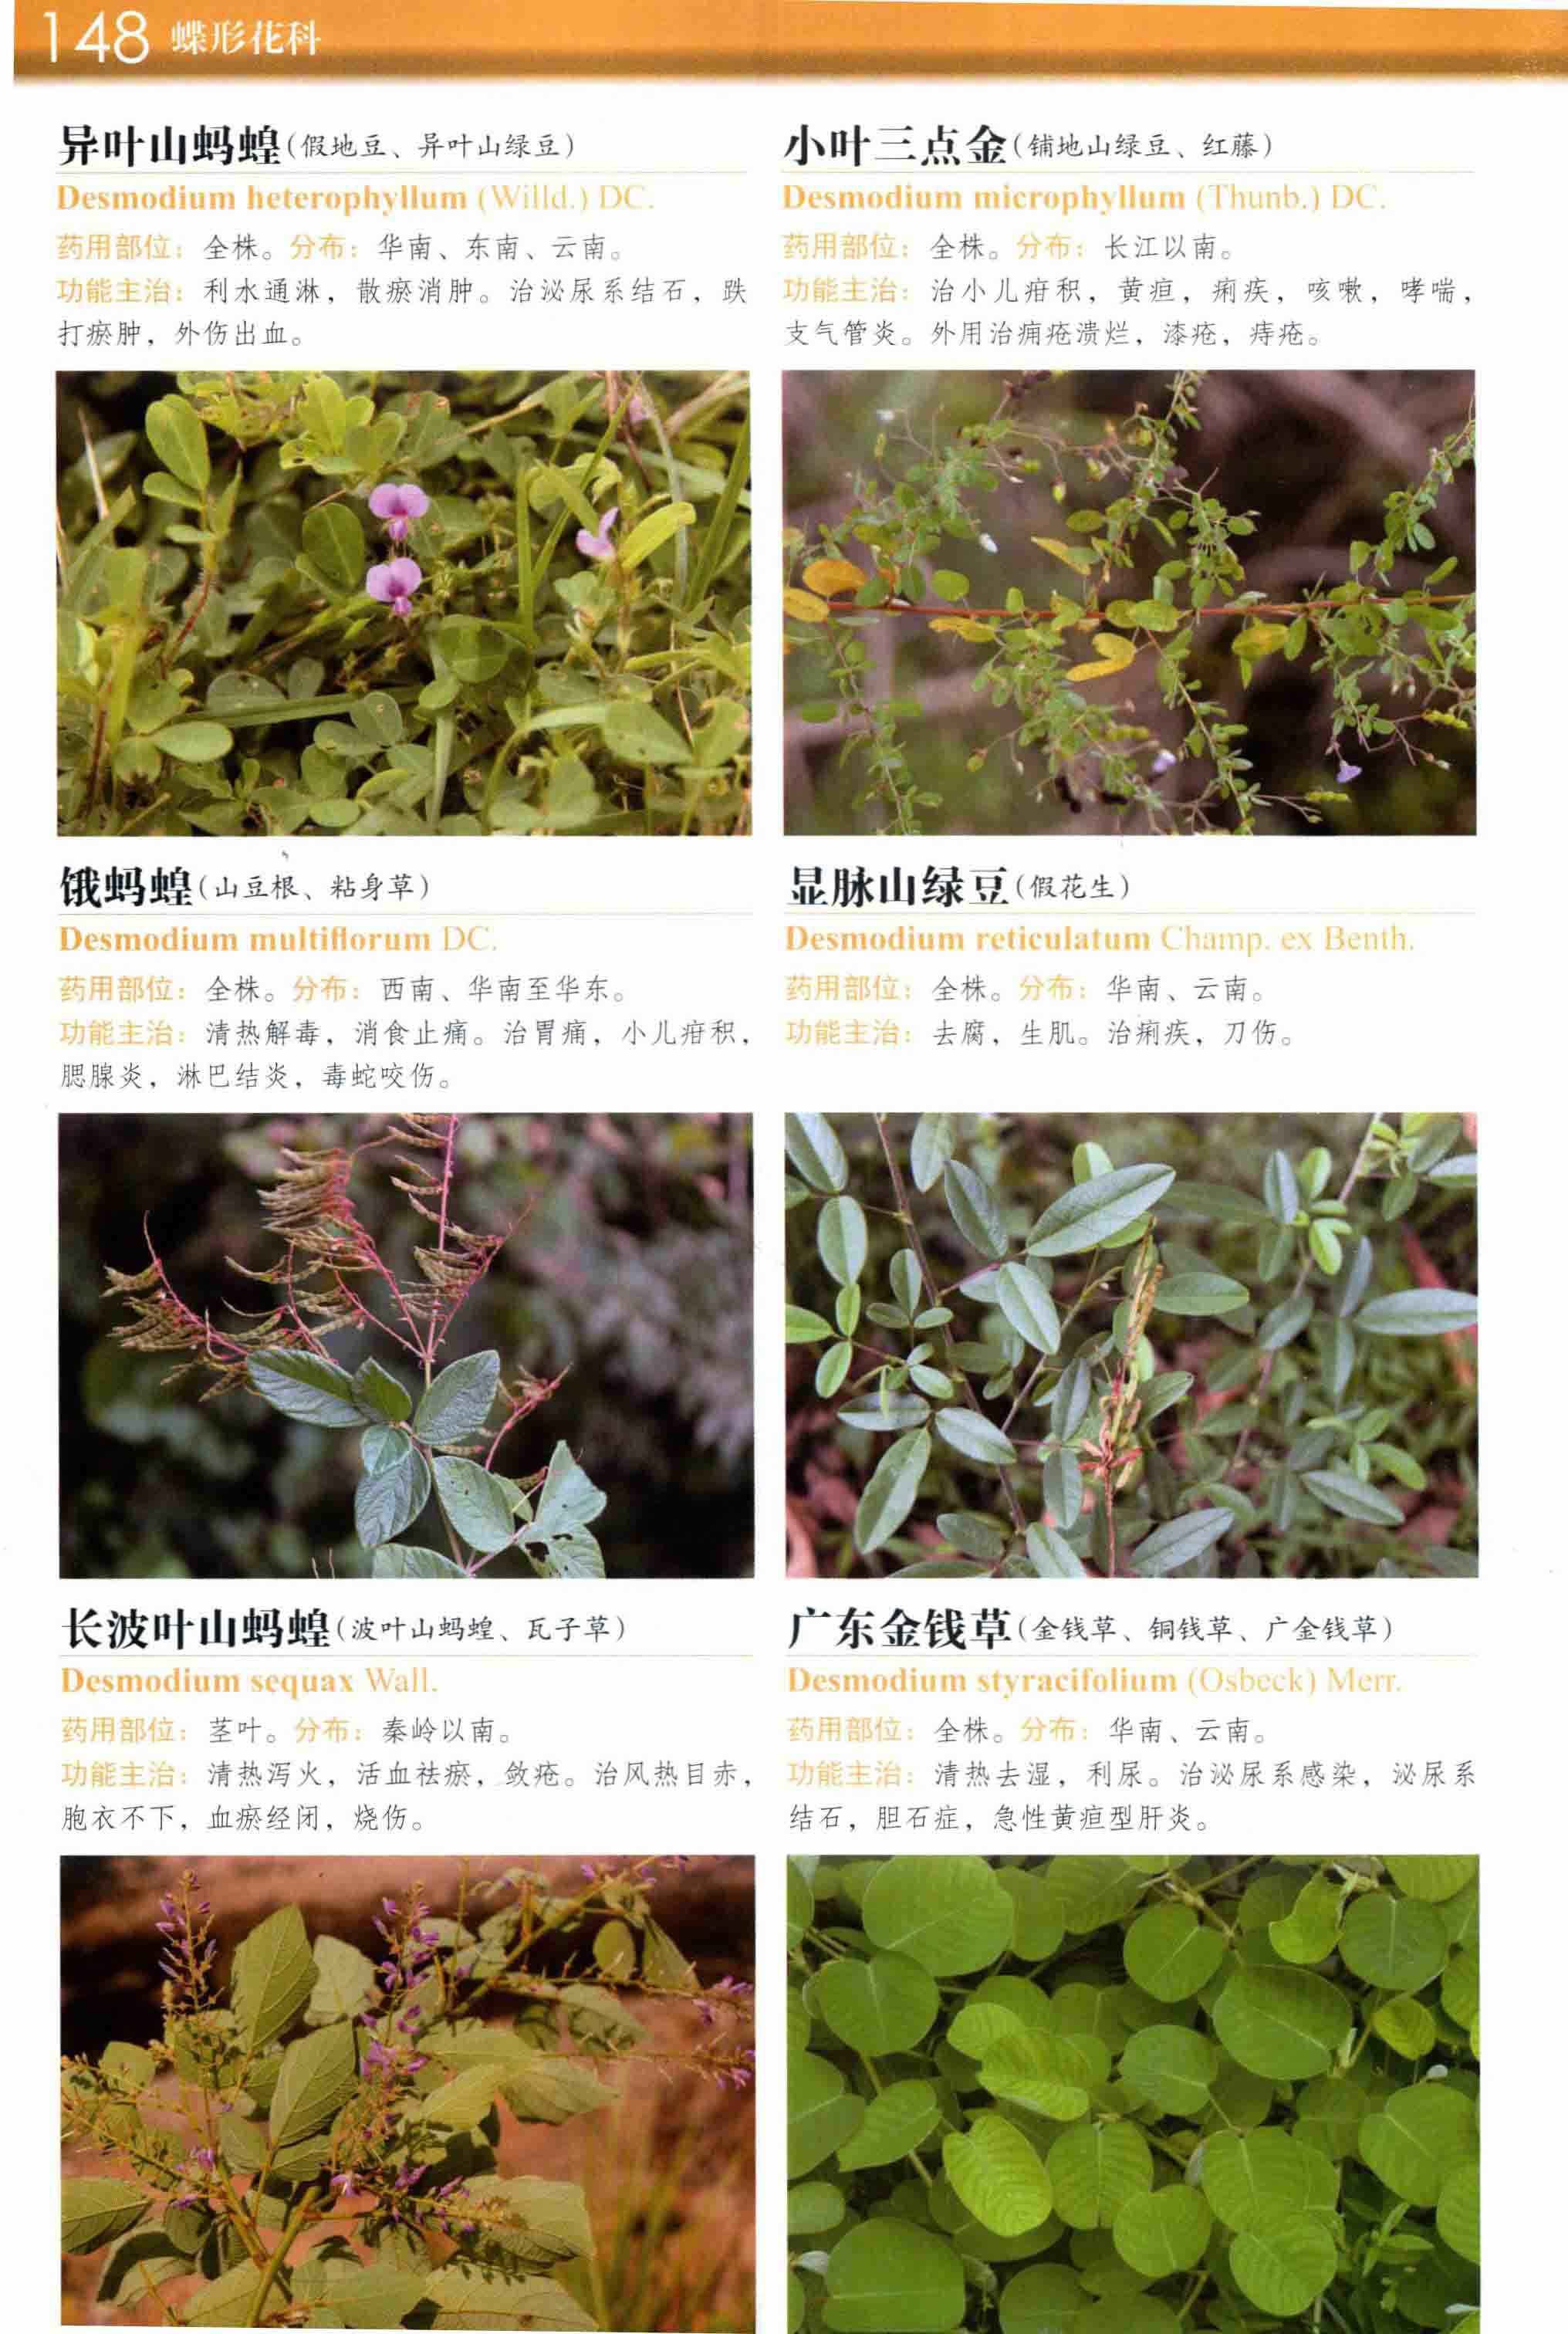 148 蝶形花科
异叶山蚂蝗(假地豆、异叶山绿豆)
Desmodium heterophyllum (Willd.) DC.
药用部位：全株。分布：华南、东南、云南。
功能主治：利水通淋，散瘀消肿。治泌尿系结石，跌
打瘀肿，外伤出血。
小叶三点金(铺地山绿豆、红藤)
Desmodium microphyllum (Thunb.) DC.
药用部位：全株。分布：长江以南。
功能主治：治小儿疳积，黄疸，痢疾，咳嗽，哮喘，
支气管炎。外用治痈疮溃烂，漆疮，痔疮。
饿蚂蝗(山豆根、粘身草)
Desmodium multiflorum DC.
药用部位：全株。分布：西南、华南至华东。
功能主治：清热解毒，消食止痛。治胃痛，小儿疳积，
腮腺炎，淋巴结炎，毒蛇咬伤。
显脉山绿豆(假花生)
Desmodium reticulatum Champ. ex Benth.
药用部位：全株。分布：华南、云南。
功能主治：去腐，生肌。治痢疾，刀伤。
长波叶山蚂蝗(波叶山蚂蝗、瓦子草)
Desmodium sequax Wall.
药用部位：茎叶。分布：秦岭以南。
功能主治：清热泻火，活血祛瘀，敛疮。治风热目赤，
胞衣不下，血瘀经闭，烧伤。
广东金钱草(金钱草、铜钱草、广金钱草)
Desmodium styracifolium (Osbeck) Merr.
药用部位：全株。分布：华南、云南。
功能主治：清热去湿，利尿。治泌尿系感染，泌尿系
结石，胆石症，急性黄疸型肝炎。